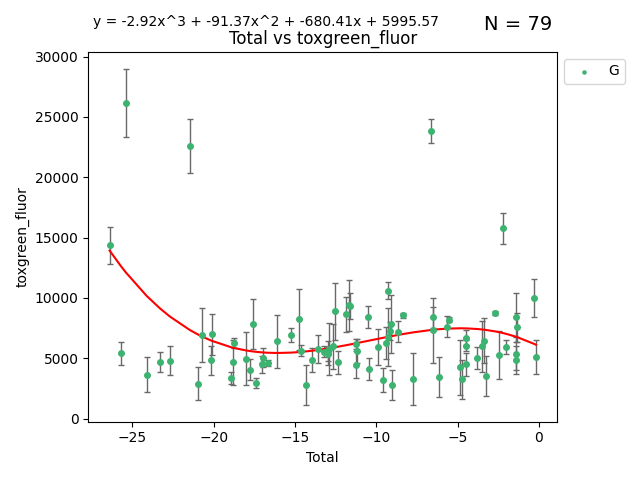 y = -2.92x^3 + -91.37x^2 + -680.41x + 5995.57
N = 79
Total vs toxgreen_fluor
G
toxgreen_fluor
30000
25000
20000
15000
10000
5000
0
−25 −20 −15 −10 −5 0
Total